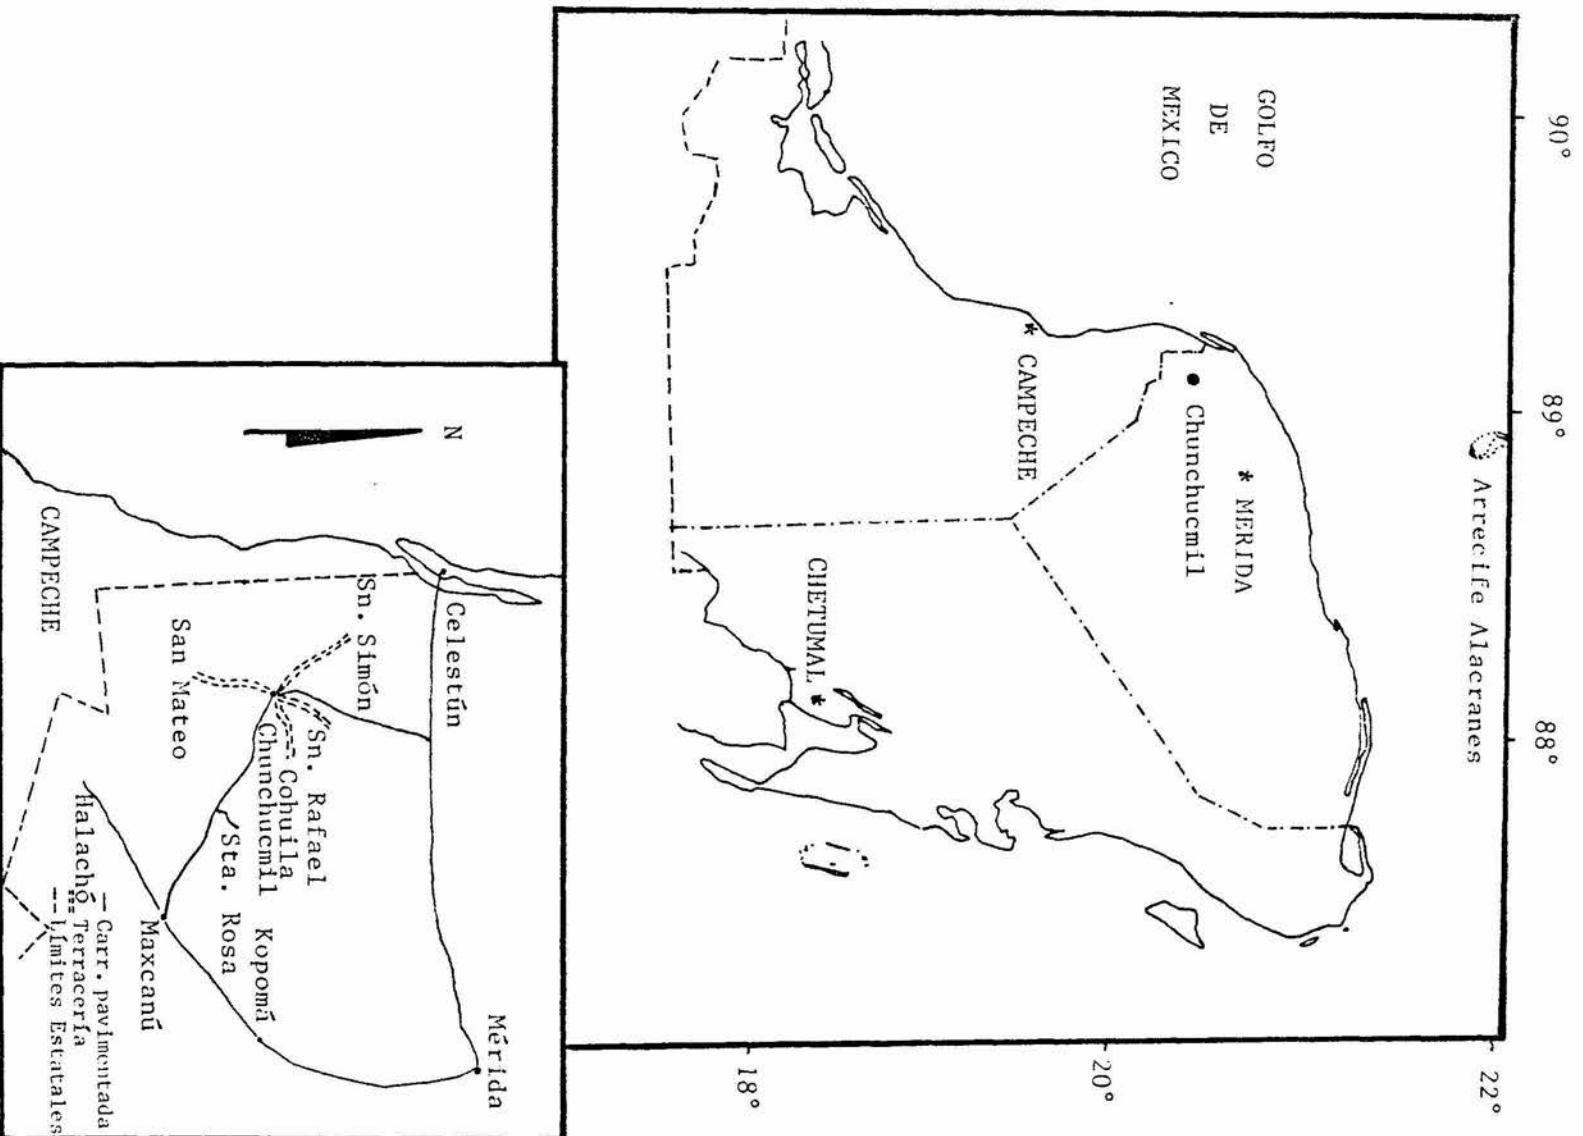 90°
89°
88°
22°
20°
18°
Arrecife Alacranes
GOLFO
DE
MEXICO
* MERIDA
Chunchucmil
* CAMPECHE
CHETUMAL *
N
Mérida
Celestún
Sn. Simón
Sn. Rafael
Cohuila
Chunchucmil
Kopomá
Sta. Rosa
San Mateo
Maxcanú
Halachó
CAMPECHE
Carr. pavimentada
Terracería
Límites Estatales